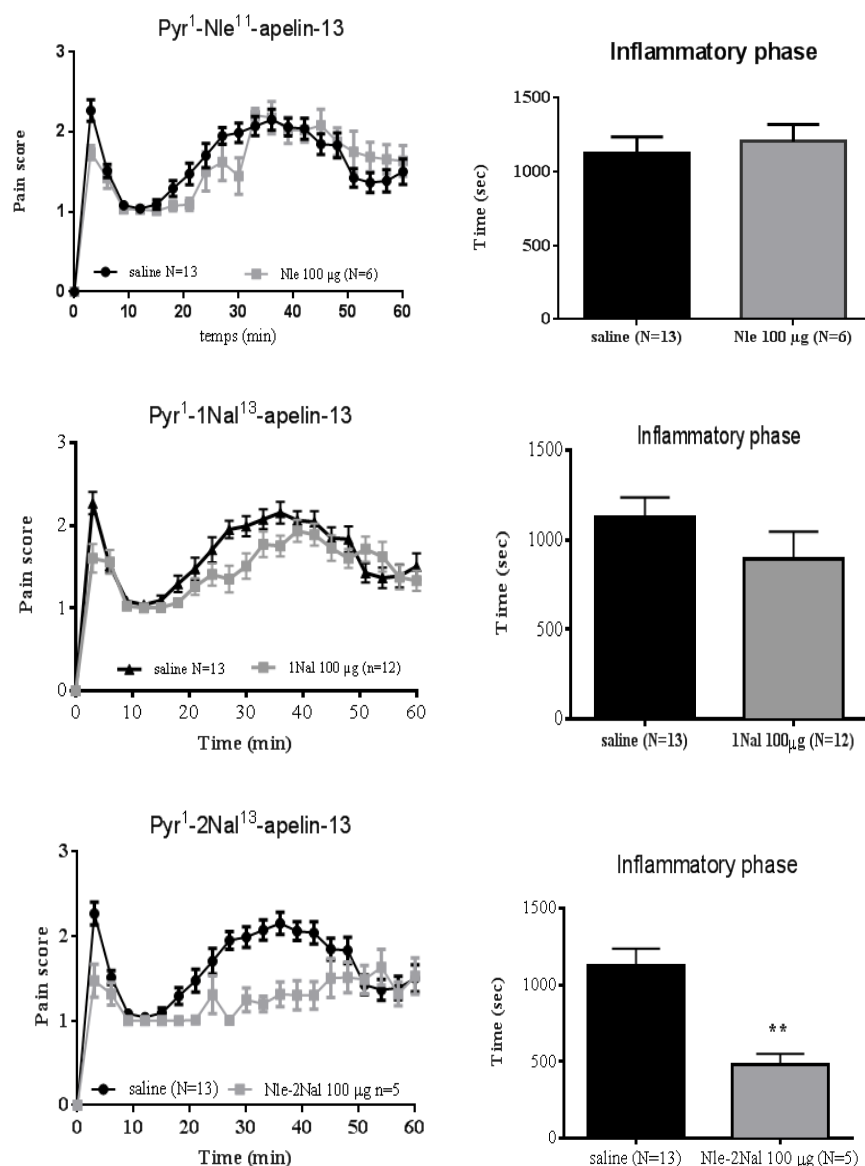 Pyr¹-Nle¹¹-apelin-13
3
2
1
0
Pain score
saline N=13
Nle 100 µg (N=6)
0 10 20 30 40 50 60
temps (min)
Inflammatory phase
1500
1000
500
0
Time (sec)
saline (N=13) Nle 100 µg (N=6)
Pyr¹-1Nal¹³-apelin-13
3
2
1
0
Pain score
saline N=13
1Nal 100 µg (n=12)
0 10 20 30 40 50 60
Time (min)
Inflammatory phase
1500
1000
500
0
Time (sec)
saline (N=13) 1Nal 100µg (N=12)
Pyr¹-2Nal¹³-apelin-13
3
2
1
0
Pain score
saline (N=13)
Nle-2Nal 100 µg n=5
0 10 20 30 40 50 60
Time (min)
Inflammatory phase
1500
1000
500
0
Time (sec)
**
saline (N=13) Nle-2Nal 100 µg (N=5)